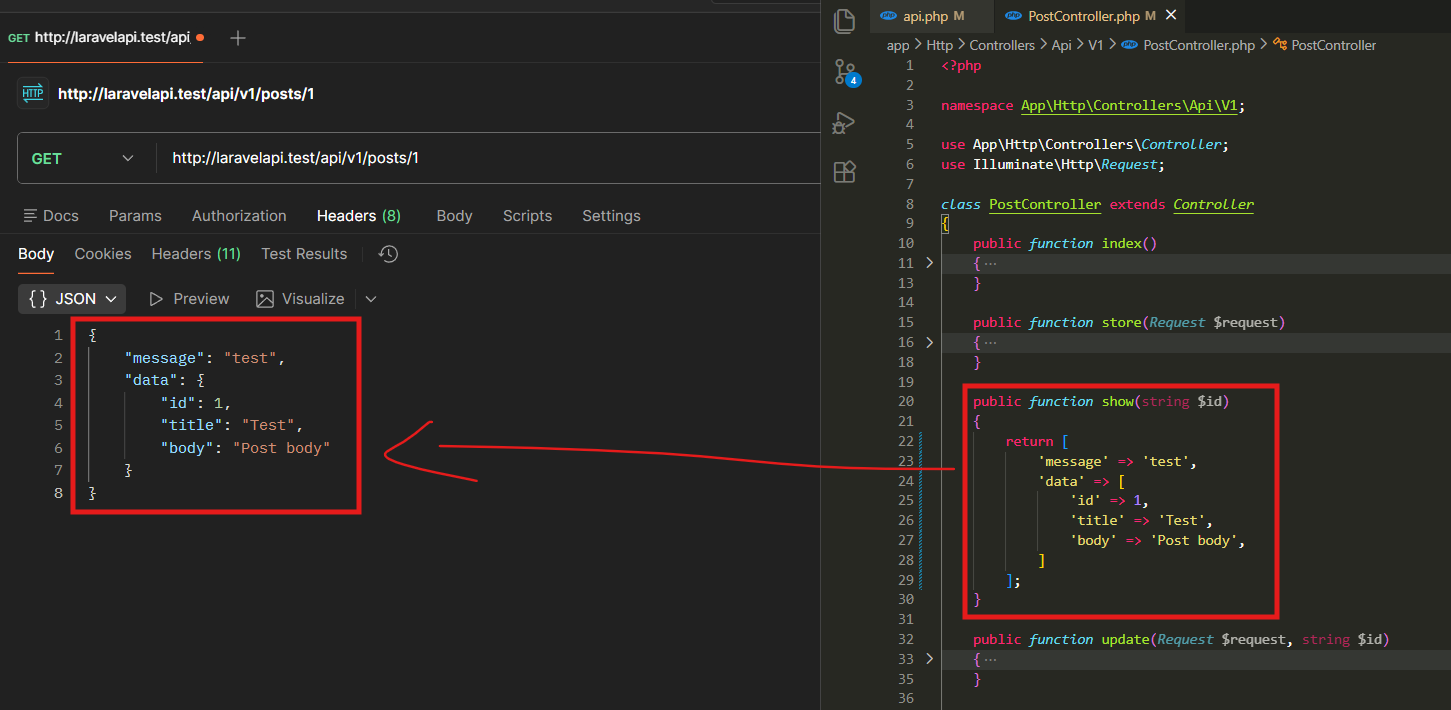 GET http://laravelapi.test/api
HTTP http://laravelapi.test/api/v1/posts/1
GET http://laravelapi.test/api/v1/posts/1
Docs Params Authorization Headers (8) Body Scripts Settings
Body Cookies Headers (11) Test Results
{} JSON Preview Visualize
1 {
2 "message": "test",
3 "data": {
4 "id": 1,
5 "title": "Test",
6 "body": "Post body"
7 }
8 }
4
php api.php M php PostController.php M
app > Http > Controllers > Api > V1 > php PostController.php > PostController
1 <?php
2
3 namespace App\Http\Controllers\Api\V1;
4
5 use App\Http\Controllers\Controller;
6 use Illuminate\Http\Request;
7
8 class PostController extends Controller
9 {
10 public function index()
11 { ...
13 }
14
15 public function store(Request $request)
16 { ...
18 }
19
20 public function show(string $id)
21 {
22 return [
23 'message' => 'test',
24 'data' => [
25 'id' => 1,
26 'title' => 'Test',
27 'body' => 'Post body',
28 ]
29 ];
30 }
31
32 public function update(Request $request, string $id)
33 { ...
35 }
36